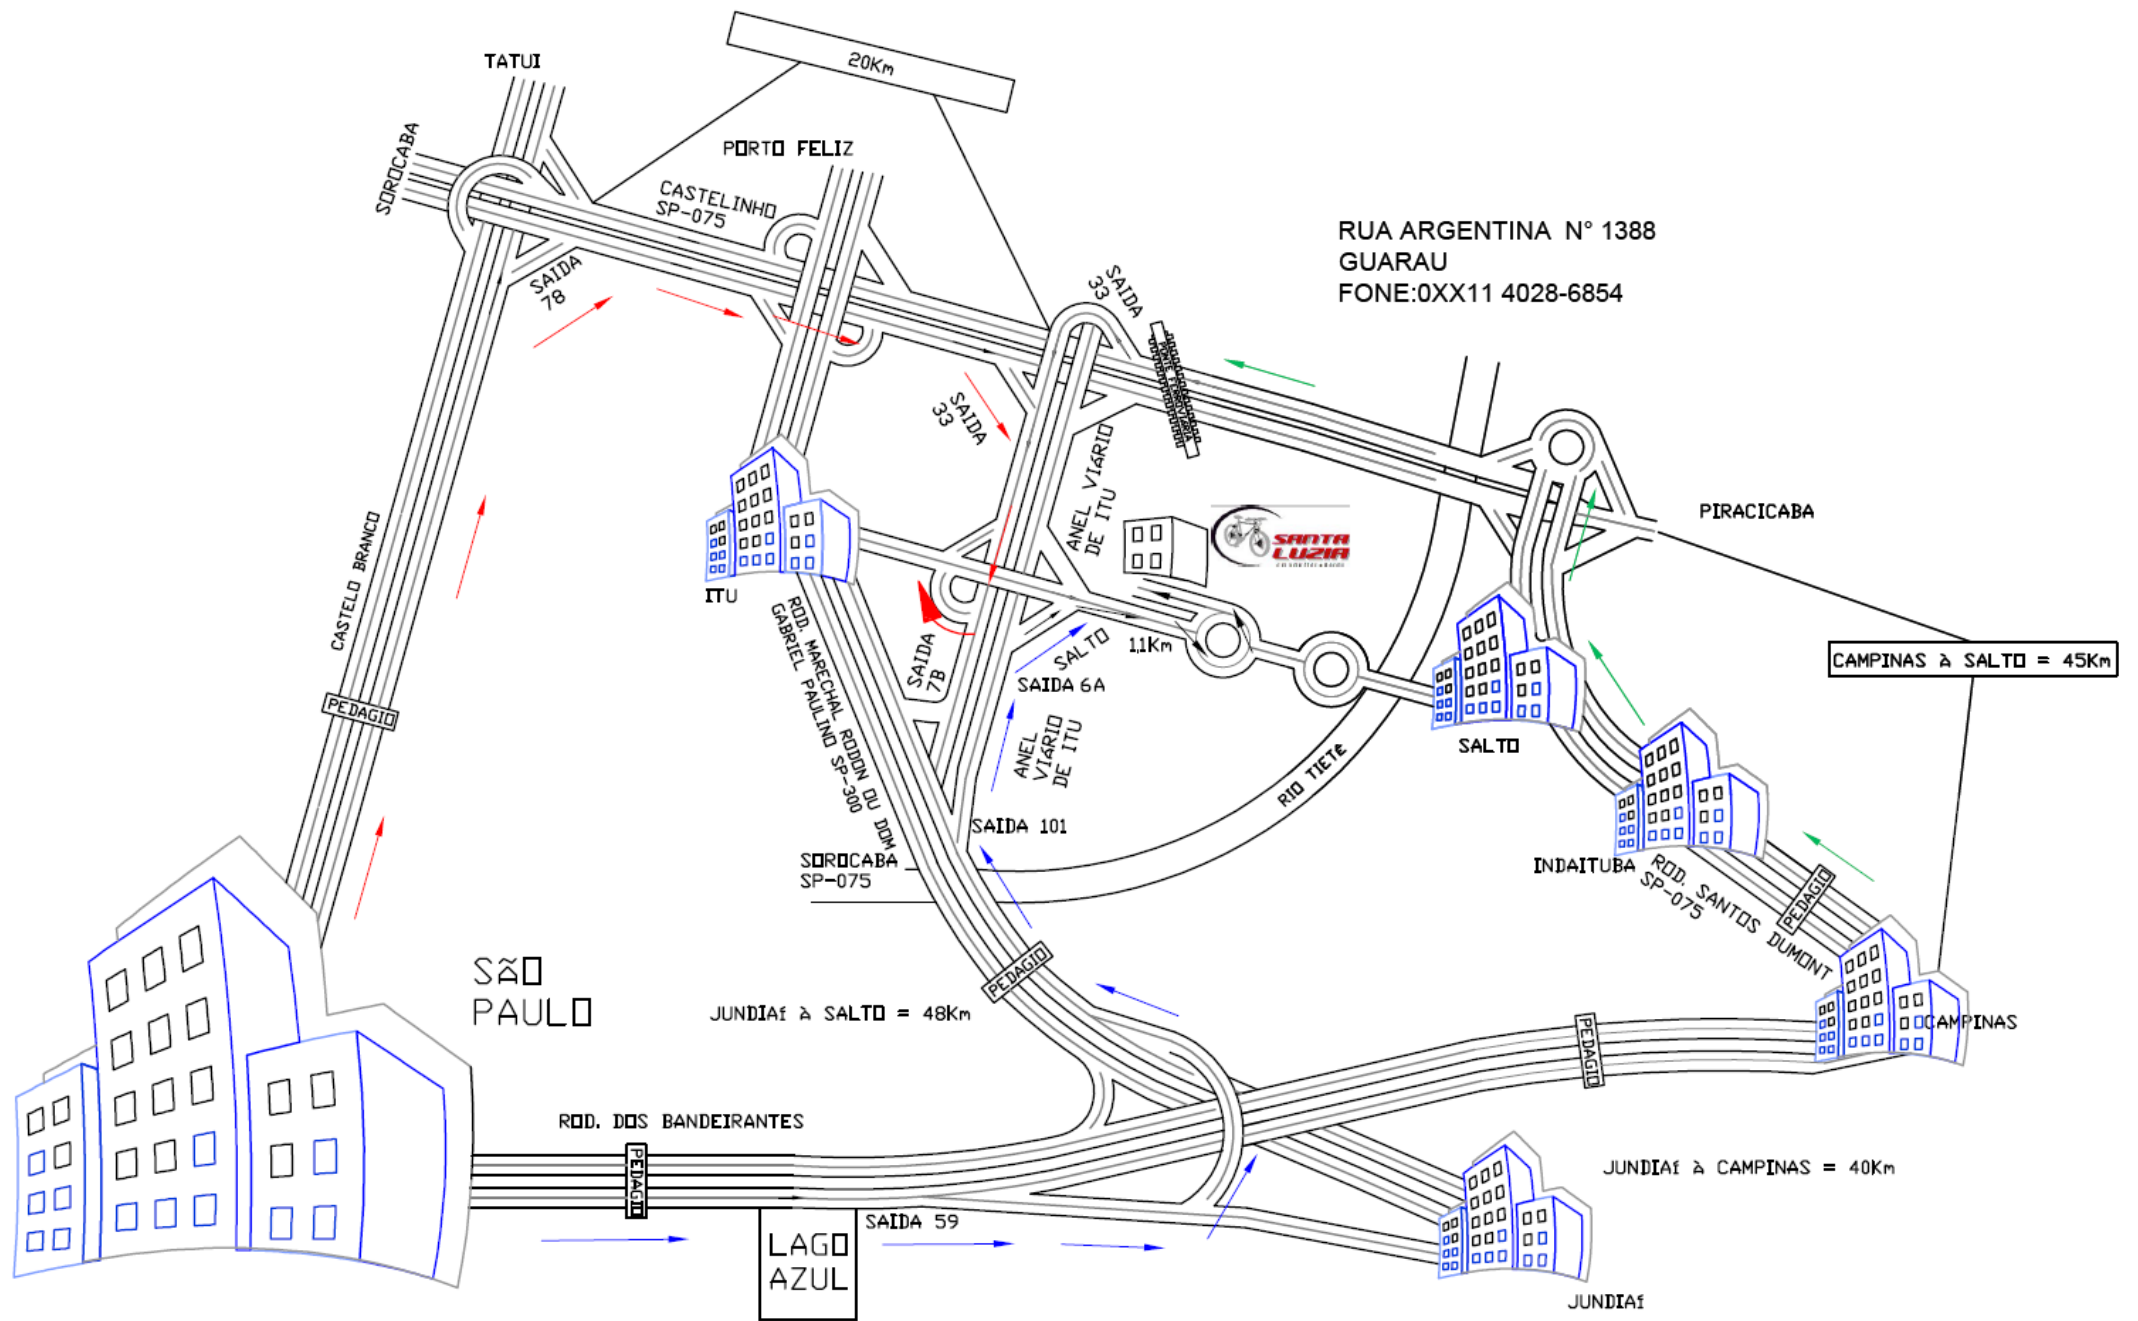 20Km
TATUI
PORTO FELIZ
SOROCABA
CASTELINHO
SP-075
RUA ARGENTINA N° 1388
GUARAU
FONE:0XX11 4028-6854
SAIDA
78
SAIDA
33
PONTE FERROVIARIA
SAIDA
33
ANEL VIÁRIO
DE ITU
SANTA
LUZIA
PIRACICABA
CASTELO BRANCO
ITU
ROD. MARECHAL RODON OU DOM
GABRIEL PAULINO SP-300
SAIDA
7B
SALTO
1,1Km
SAIDA 6A
CAMPINAS à SALTO = 45Km
PEDAGIO
ANEL
VIÁRIO
DE ITU
SALTO
RIO TIETê
SAIDA 101
SOROCABA
SP-075
INDAITUBA
ROD. SANTOS DUMONT
SP-075
PEDAGIO
SãO
PAULO
PEDAGIO
JUNDIAí à SALTO = 48Km
PEDAGIO
CAMPINAS
ROD. DOS BANDEIRANTES
PEDAGIO
JUNDIAí à CAMPINAS = 40Km
SAIDA 59
LAGO
AZUL
JUNDIAí